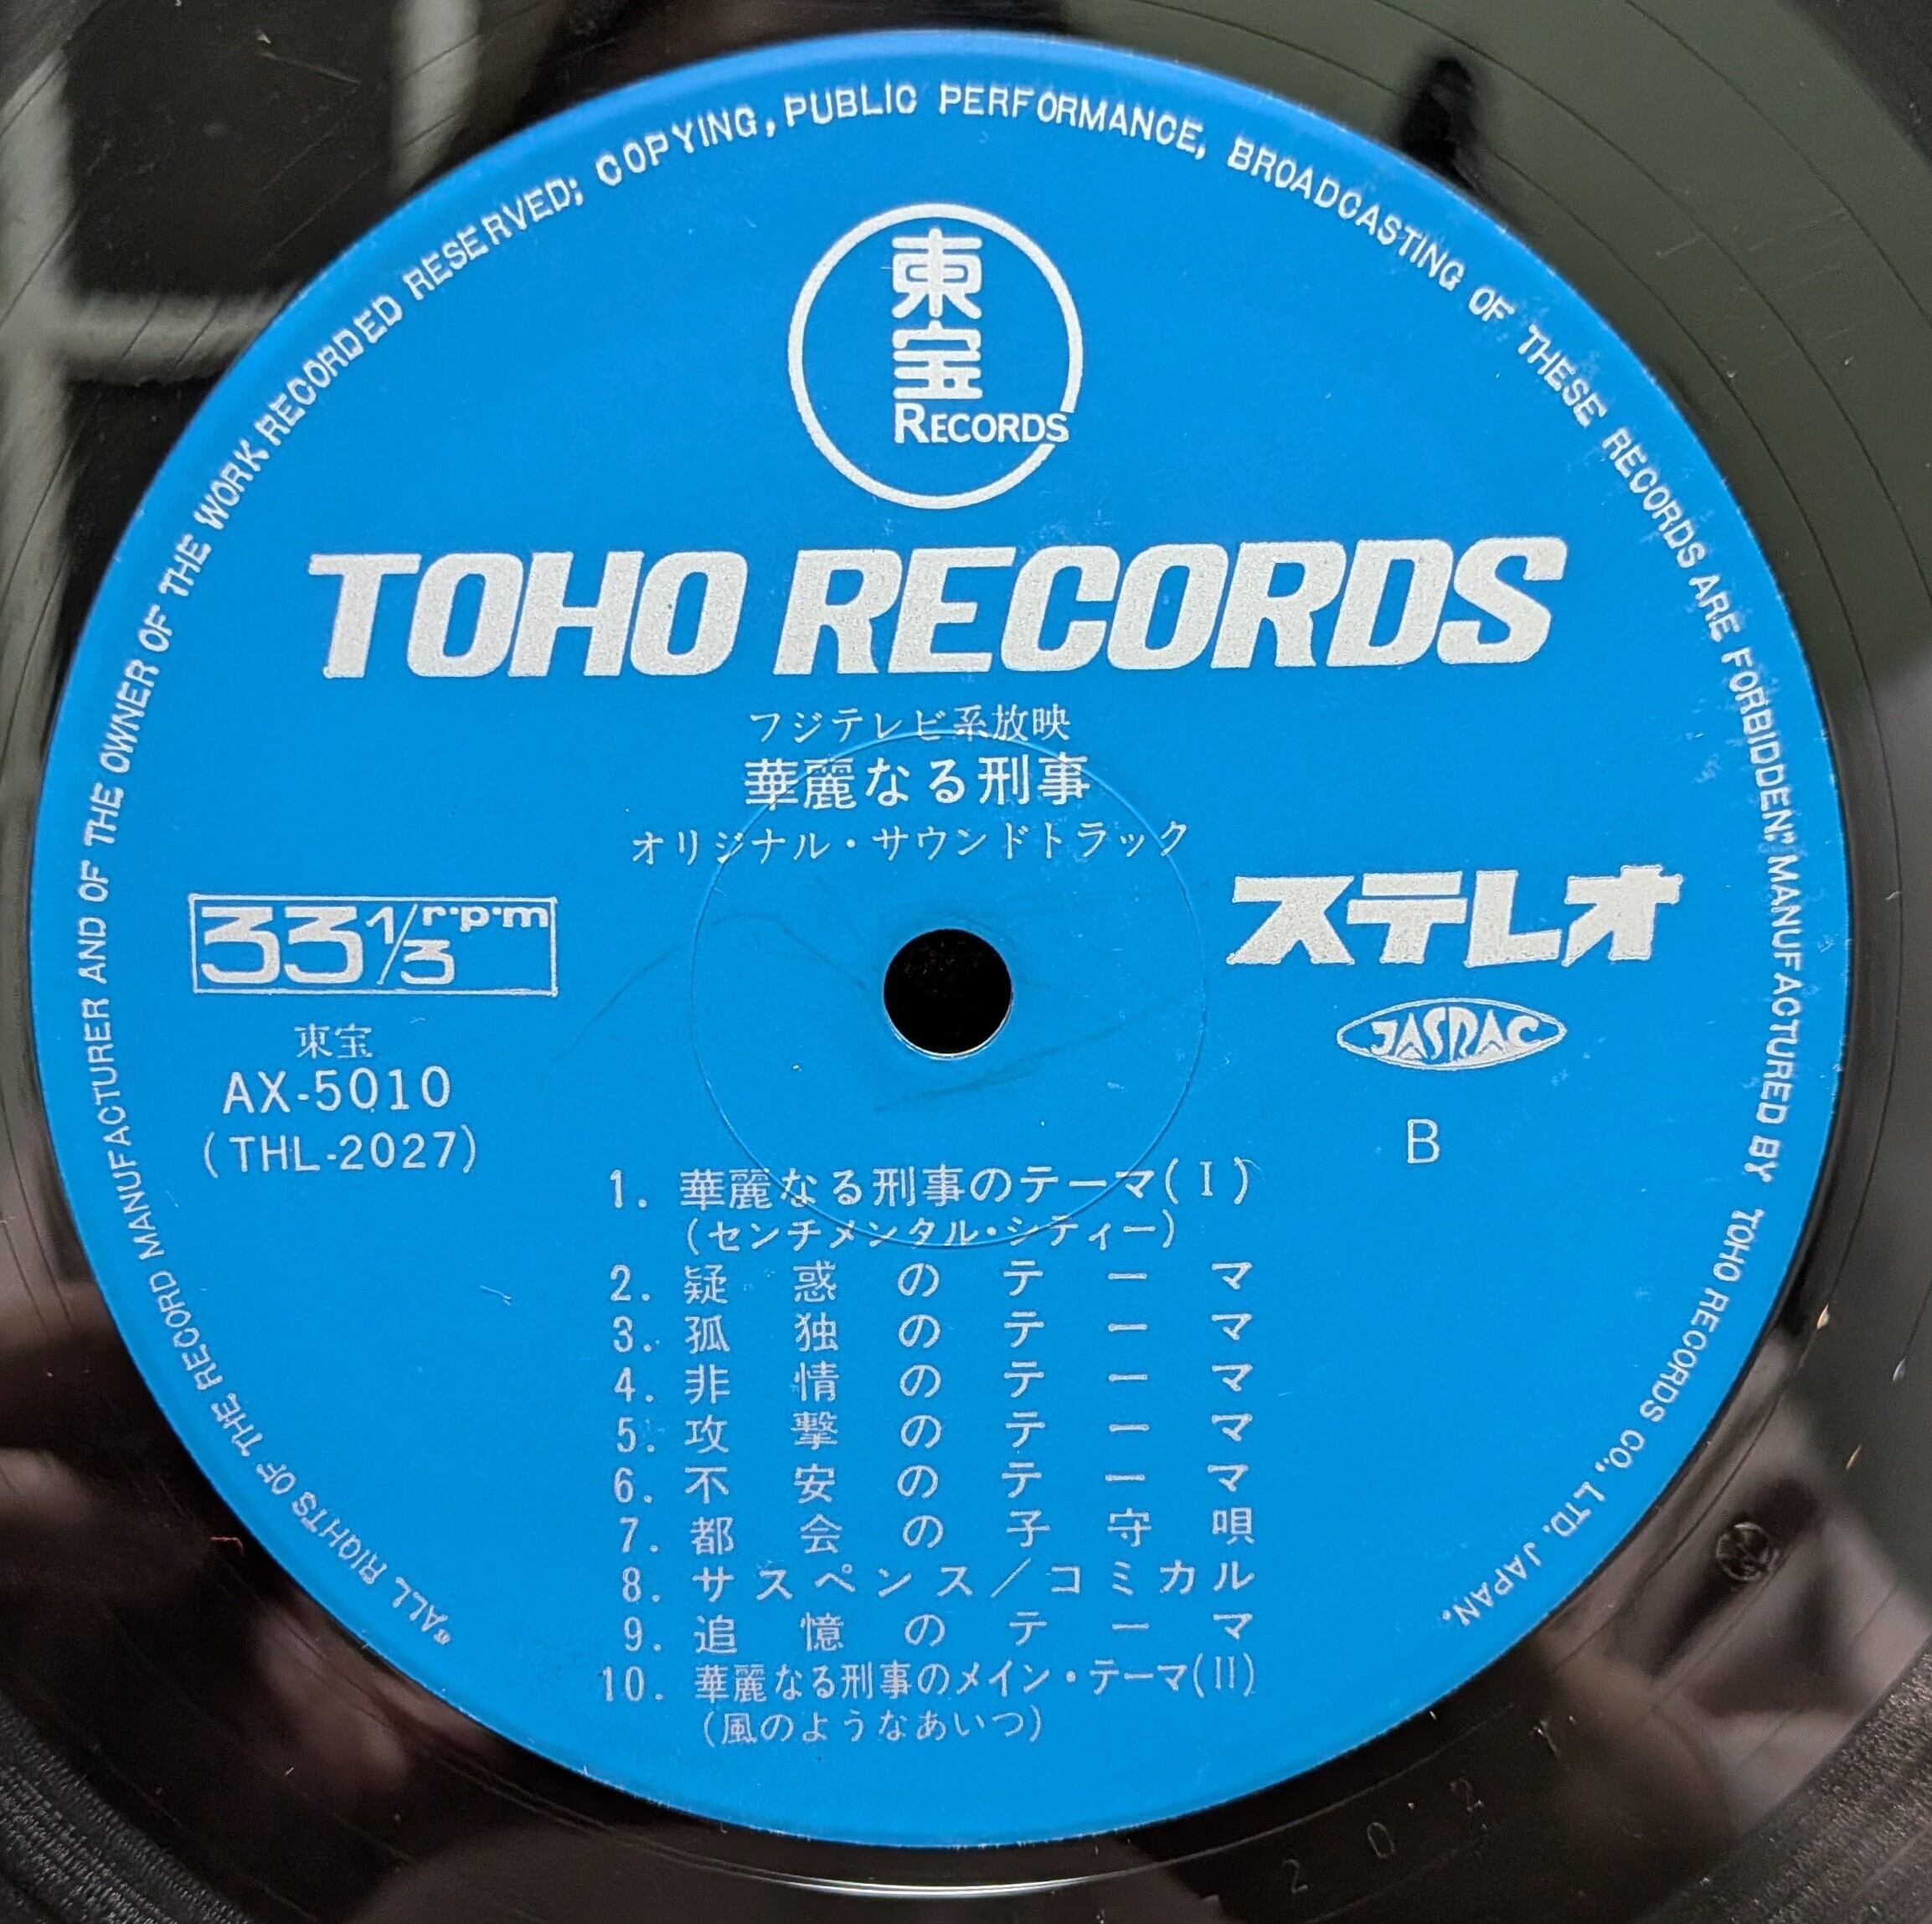 "ALL RIGHTS OF THE RECORD MANUFACTURER AND OF THE OWNER OF THE WORK RECORDED RESERVED; COPYING, PUBLIC PERFORMANCE, BROADCASTING OF THESE RECORDS ARE FORBIDDEN." MANUFACTURED BY TOHO RECORDS CO., LTD. JAPAN.
東宝
RECORDS
TOHO RECORDS
フジテレビ系放映
華麗なる刑事
オリジナル・サウンドトラック
33 1/3 r·p·m
ステレオ
東宝
AX-5010
(THL-2027)
JASRAC
B
1. 華麗なる刑事のテーマ(I)
(センチメンタル・シティー)
2. 疑惑のテーマ
3. 孤独のテーマ
4. 非情のテーマ
5. 攻撃のテーマ
6. 不安のテーマ
7. 都会の子守唄
8. サスペンス/コミカル
9. 追憶のテーマ
10. 華麗なる刑事のメイン・テーマ(II)
(風のようなあいつ)